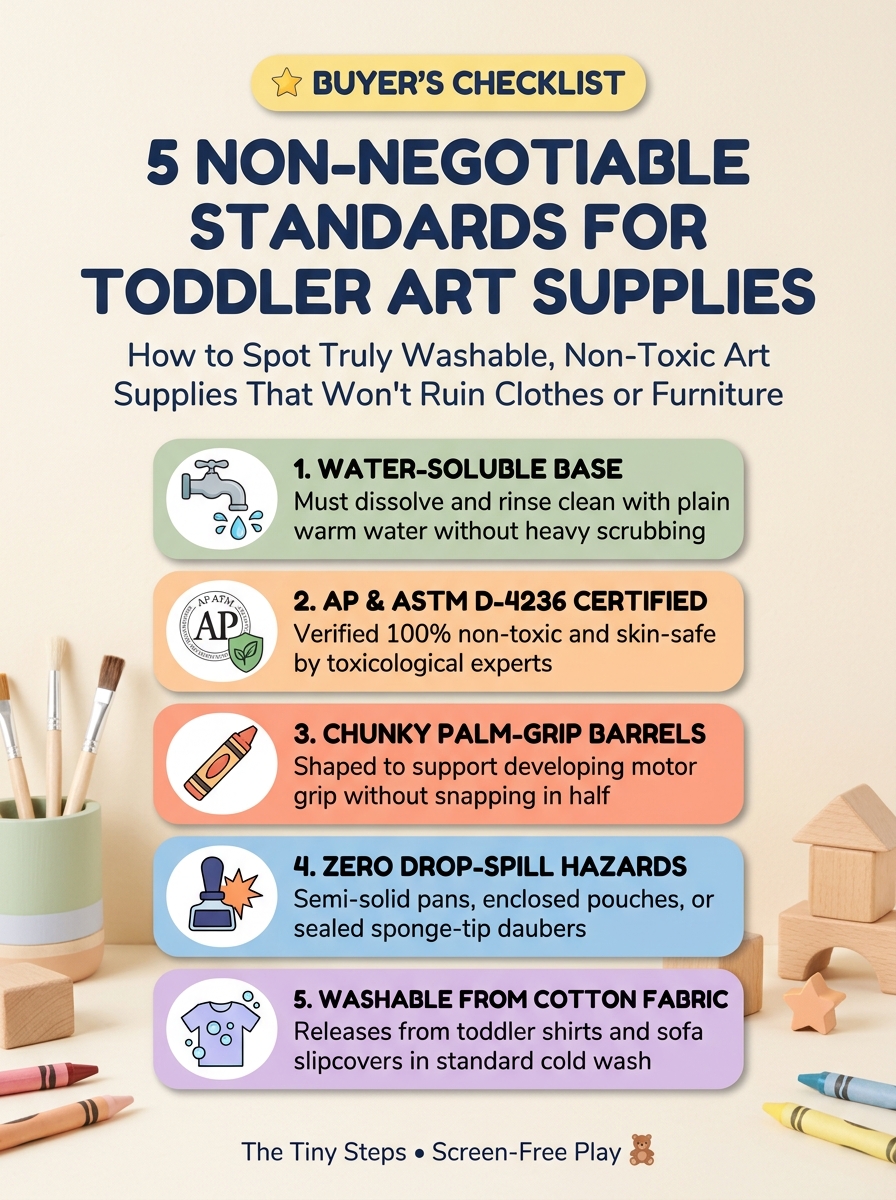 BUYER'S CHECKLIST
5 NON-NEGOTIABLE
STANDARDS FOR
TODDLER ART SUPPLIES
How to Spot Truly Washable, Non-Toxic Art
Supplies That Won't Ruin Clothes or Furniture
1. WATER-SOLUBLE BASE
Must dissolve and rinse clean with plain
warm water without heavy scrubbing
AP
2. AP & ASTM D-4236 CERTIFIED
Verified 100% non-toxic and skin-safe
by toxicological experts
3. CHUNKY PALM-GRIP BARRELS
Shaped to support developing motor
grip without snapping in half
4. ZERO DROP-SPILL HAZARDS
Semi-solid pans, enclosed pouches, or
sealed sponge-tip daubers
5. WASHABLE FROM COTTON FABRIC
Releases from toddler shirts and sofa
slipcovers in standard cold wash
The Tiny Steps • Screen-Free Play